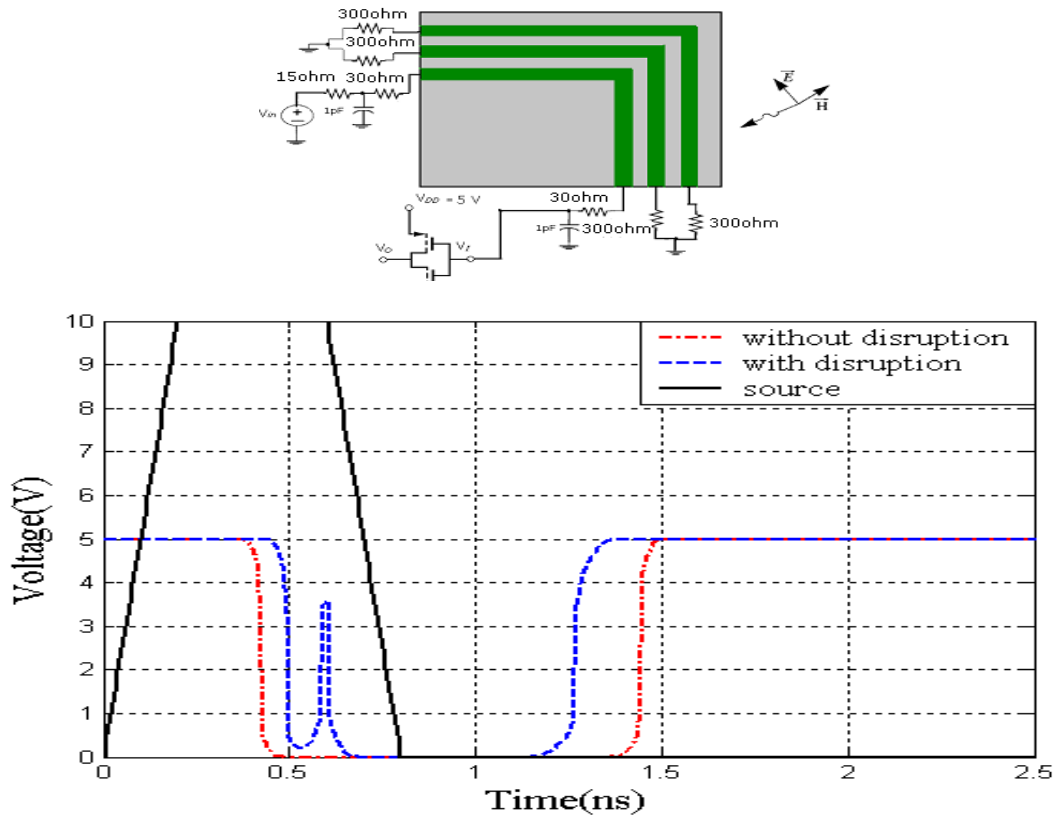 300ohm
300ohm
15ohm 30ohm
1pF
Vin
E
H
VDD = 5 V
30ohm
1pF
300ohm
300ohm
VO
VI
10
9
8
7
6
5
4
3
2
1
0
without disruption
with disruption
source
Voltage(V)
0 0.5 1 1.5 2 2.5
Time(ns)